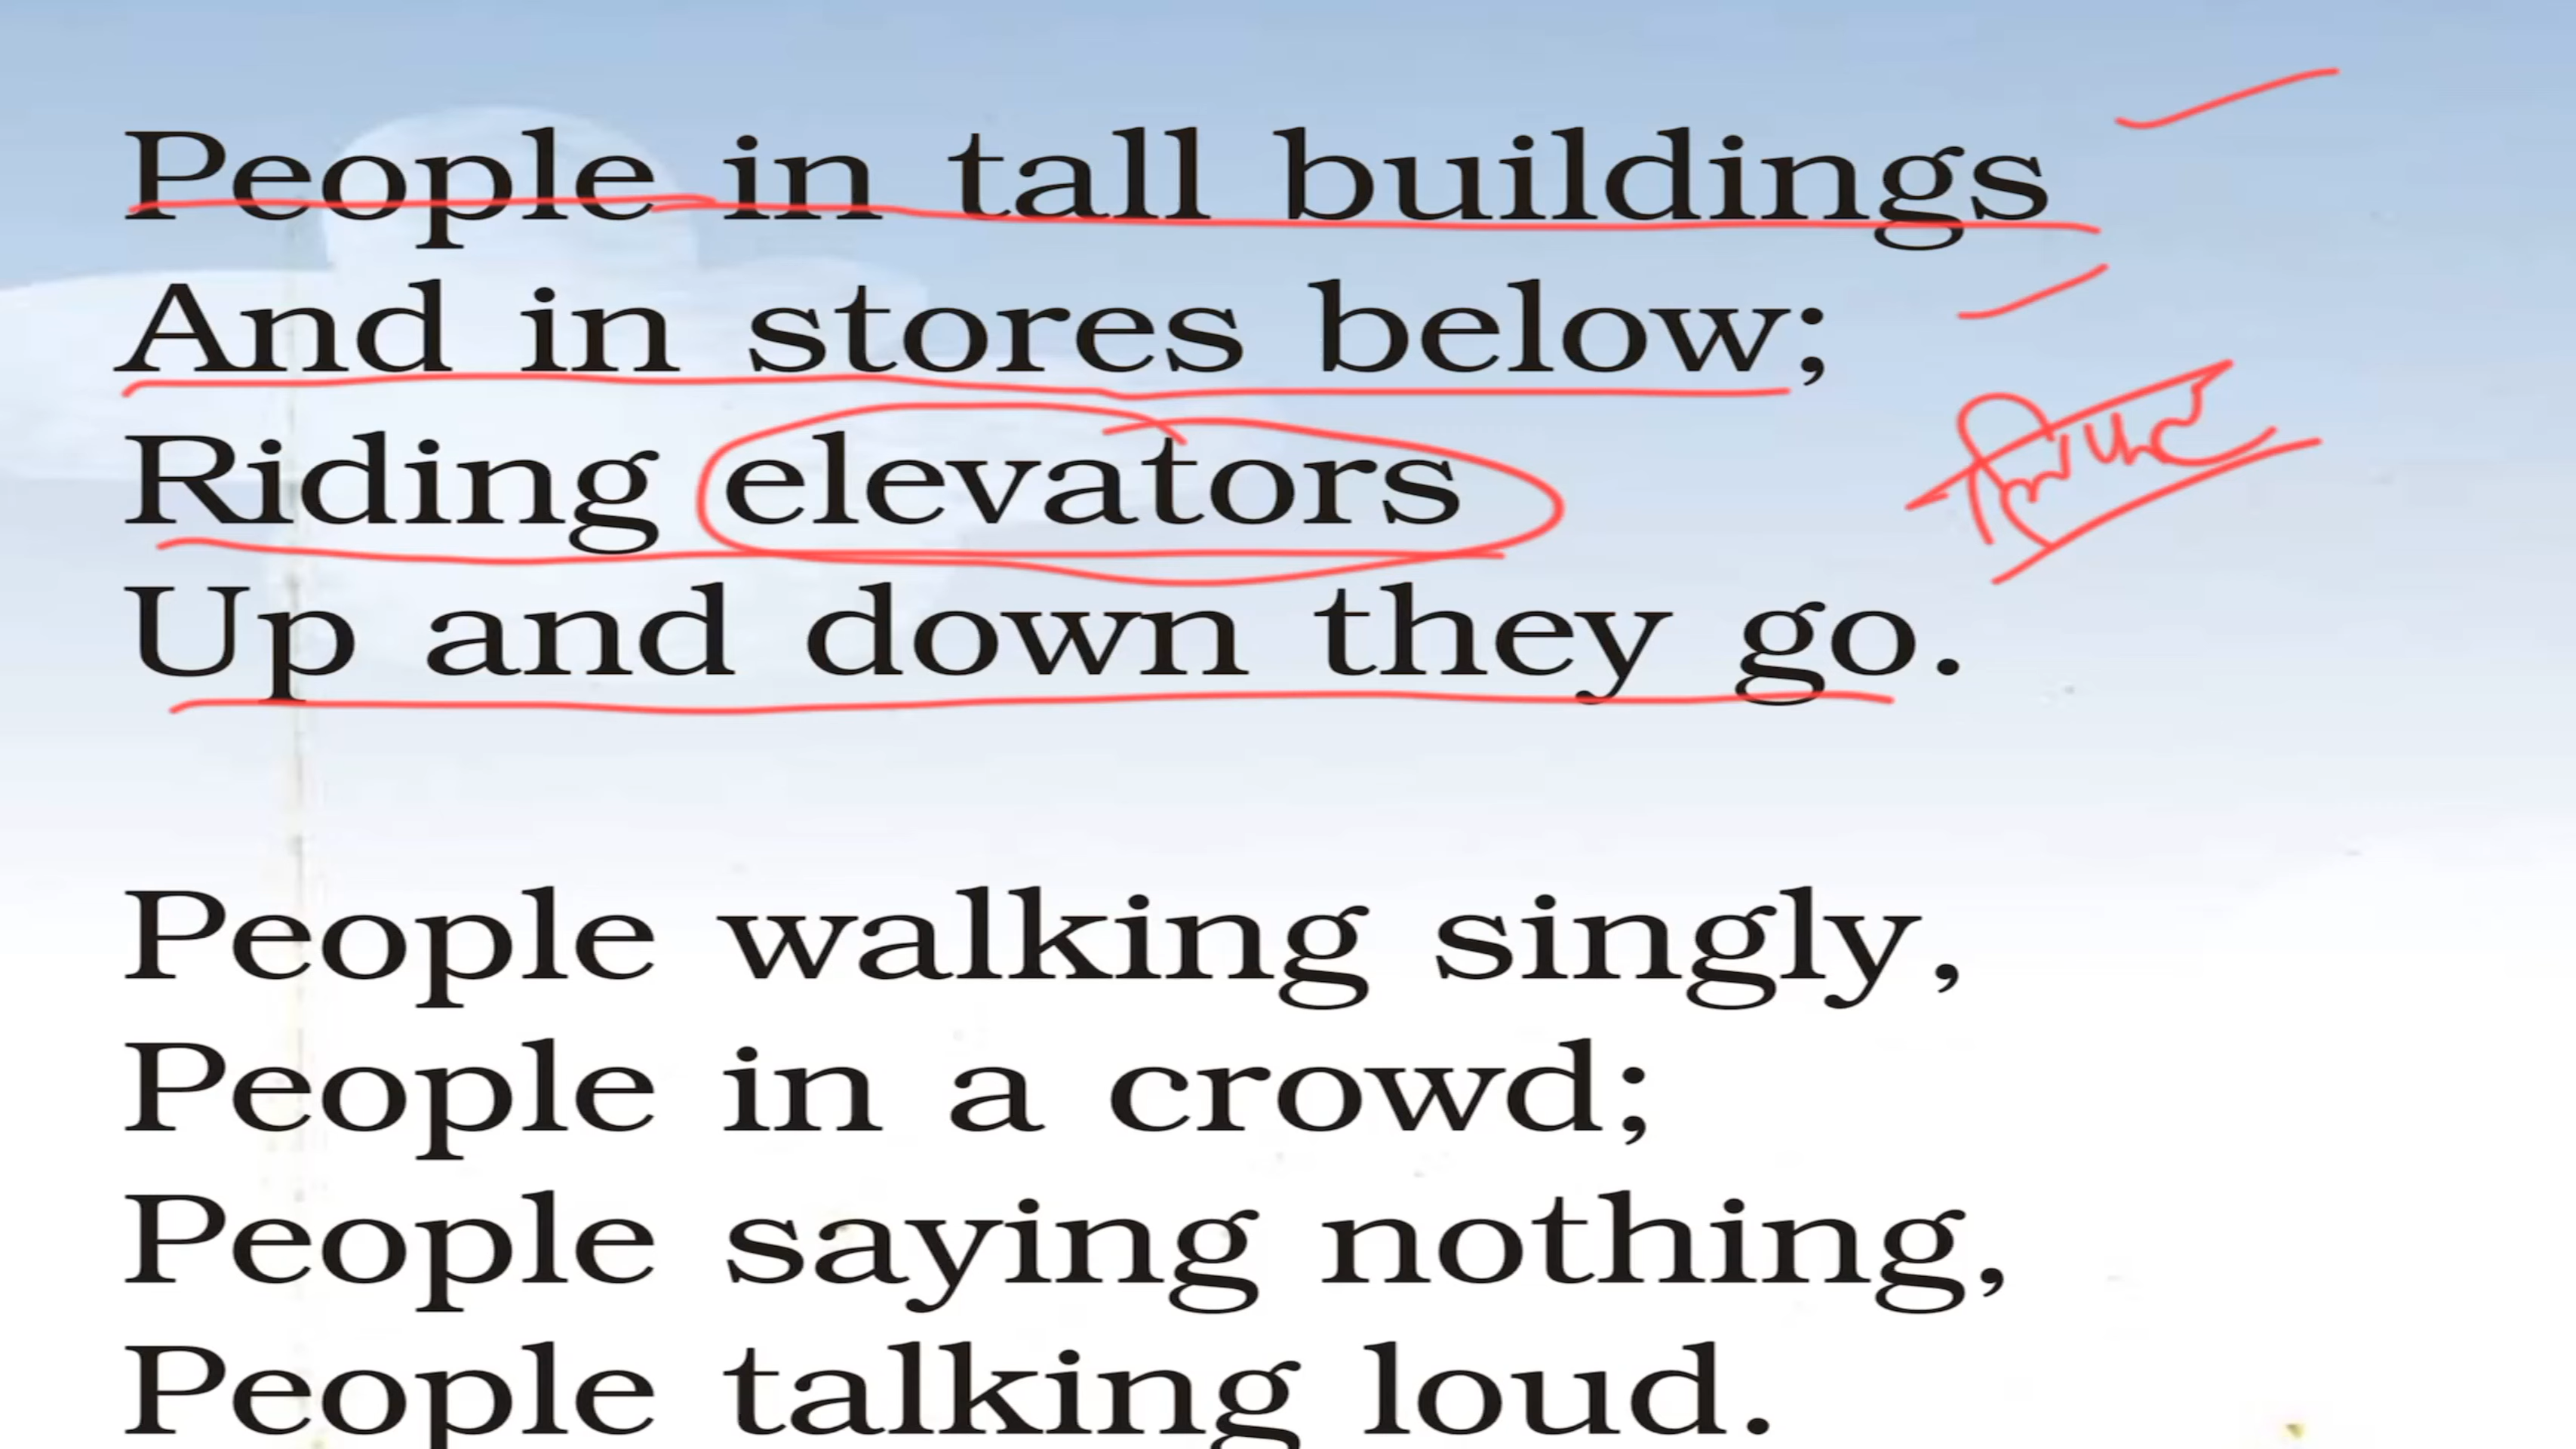 People in tall buildings
And in stores below;
Riding elevators
Up and down they go.
People walking singly,
People in a crowd;
People saying nothing,
People talking loud.